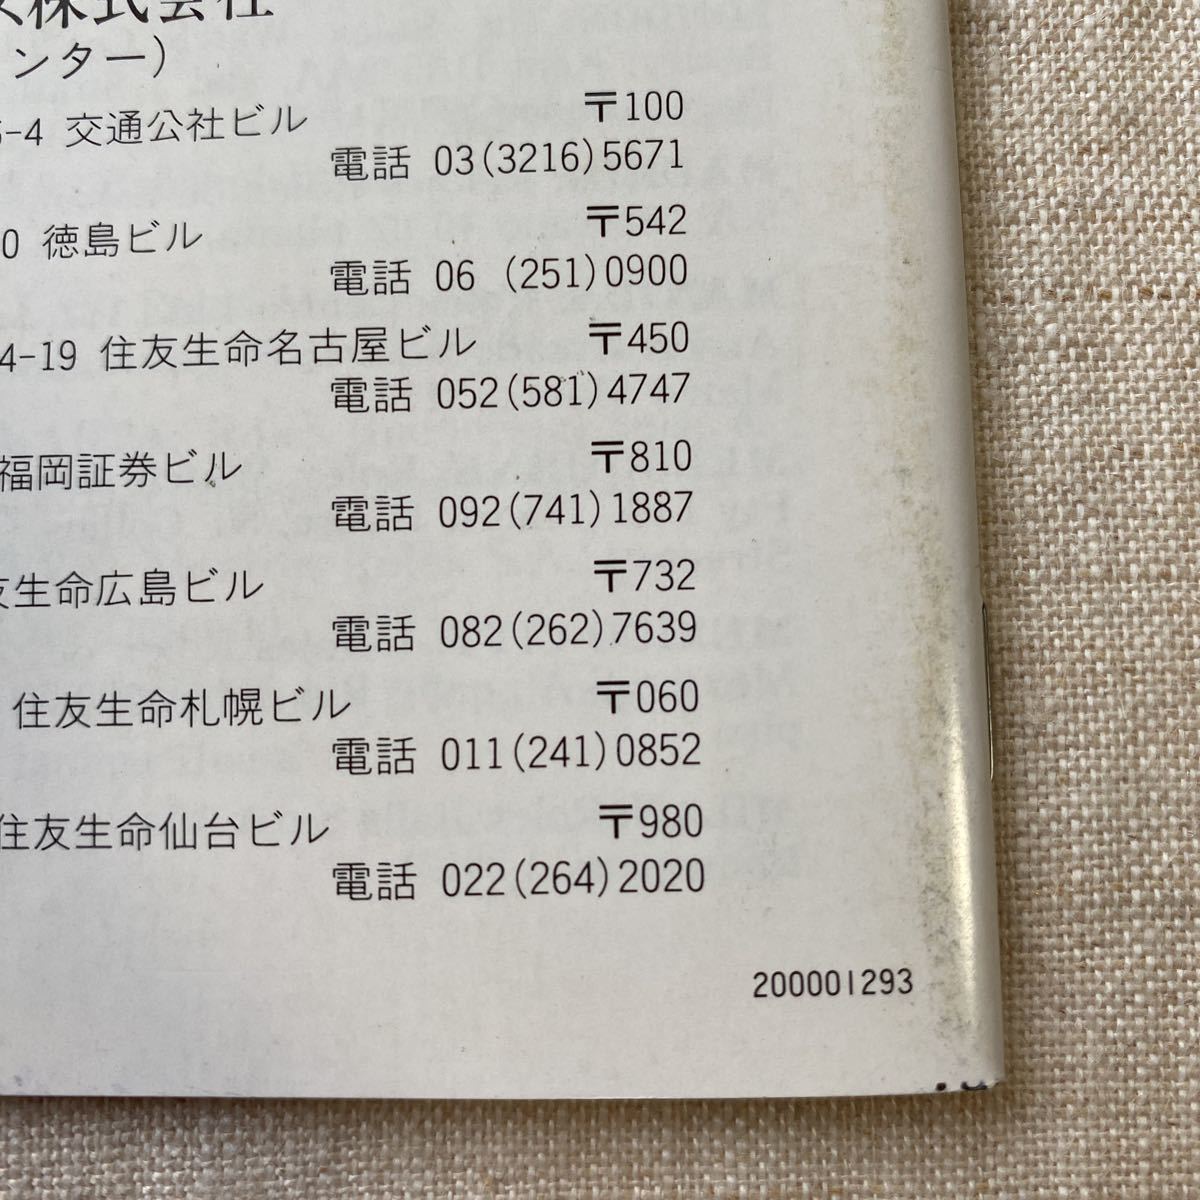 株式会社
ンター)
6-4 交通公社ビル 〒100
電話 03(3216)5671
0 徳島ビル 〒542
電話 06 (251)0900
4-19 住友生命名古屋ビル 〒450
電話 052(581)4747
福岡証券ビル 〒810
電話 092(741)1887
友生命広島ビル 〒732
電話 082(262)7639
住友生命札幌ビル 〒060
電話 011(241)0852
住友生命仙台ビル 〒980
電話 022(264)2020
200001293